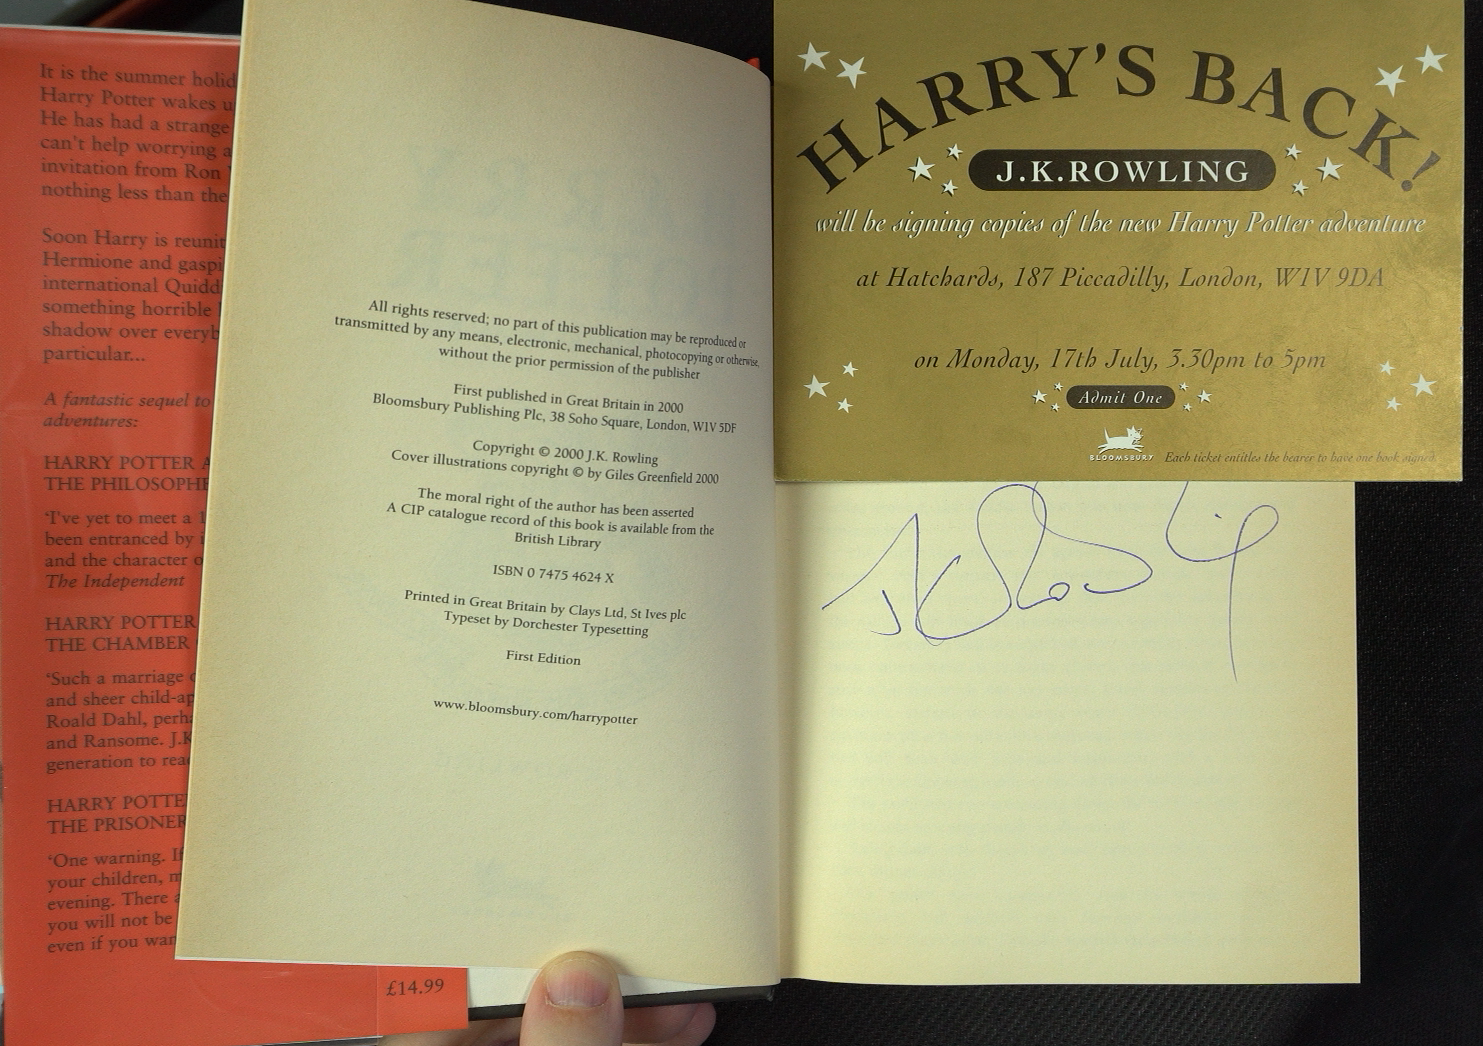 It is the summer holid
Harry Potter wakes u
He has had a strange
can't help worrying a
invitation from Ron
nothing less than the
Soon Harry is reunit
Hermione and gaspi
international Quidd
something horrible
shadow over everyb
particular...
A fantastic sequel to
adventures:
HARRY POTTER A
THE PHILOSOPHE
'I've yet to meet a 1
been entranced by i
and the character o
The Independent
HARRY POTTER
THE CHAMBER
'Such a marriage o
and sheer child-ap
Roald Dahl, perha
and Ransome. J.K
generation to rea
HARRY POTTE
THE PRISONER
'One warning. If
your children, m
evening. There a
you will not be
even if you wan
£14.99
All rights reserved; no part of this publication may be reproduced or
transmitted by any means, electronic, mechanical, photocopying or otherwise,
without the prior permission of the publisher
First published in Great Britain in 2000
Bloomsbury Publishing Plc, 38 Soho Square, London, W1V 5DF
Copyright © 2000 J.K. Rowling
Cover illustrations copyright © by Giles Greenfield 2000
The moral right of the author has been asserted
A CIP catalogue record of this book is available from the
British Library
ISBN 0 7475 4624 X
Printed in Great Britain by Clays Ltd, St Ives plc
Typeset by Dorchester Typesetting
First Edition
www.bloomsbury.com/harrypotter
HARRY'S BACK!
J.K.ROWLING
will be signing copies of the new Harry Potter adventure
at Hatchards, 187 Piccadilly, London, W1V 9DA
on Monday, 17th July, 3.30pm to 5pm
Admit One
BLOOMSBURY
Each ticket entitles the bearer to have one book signed.
JK Rowling